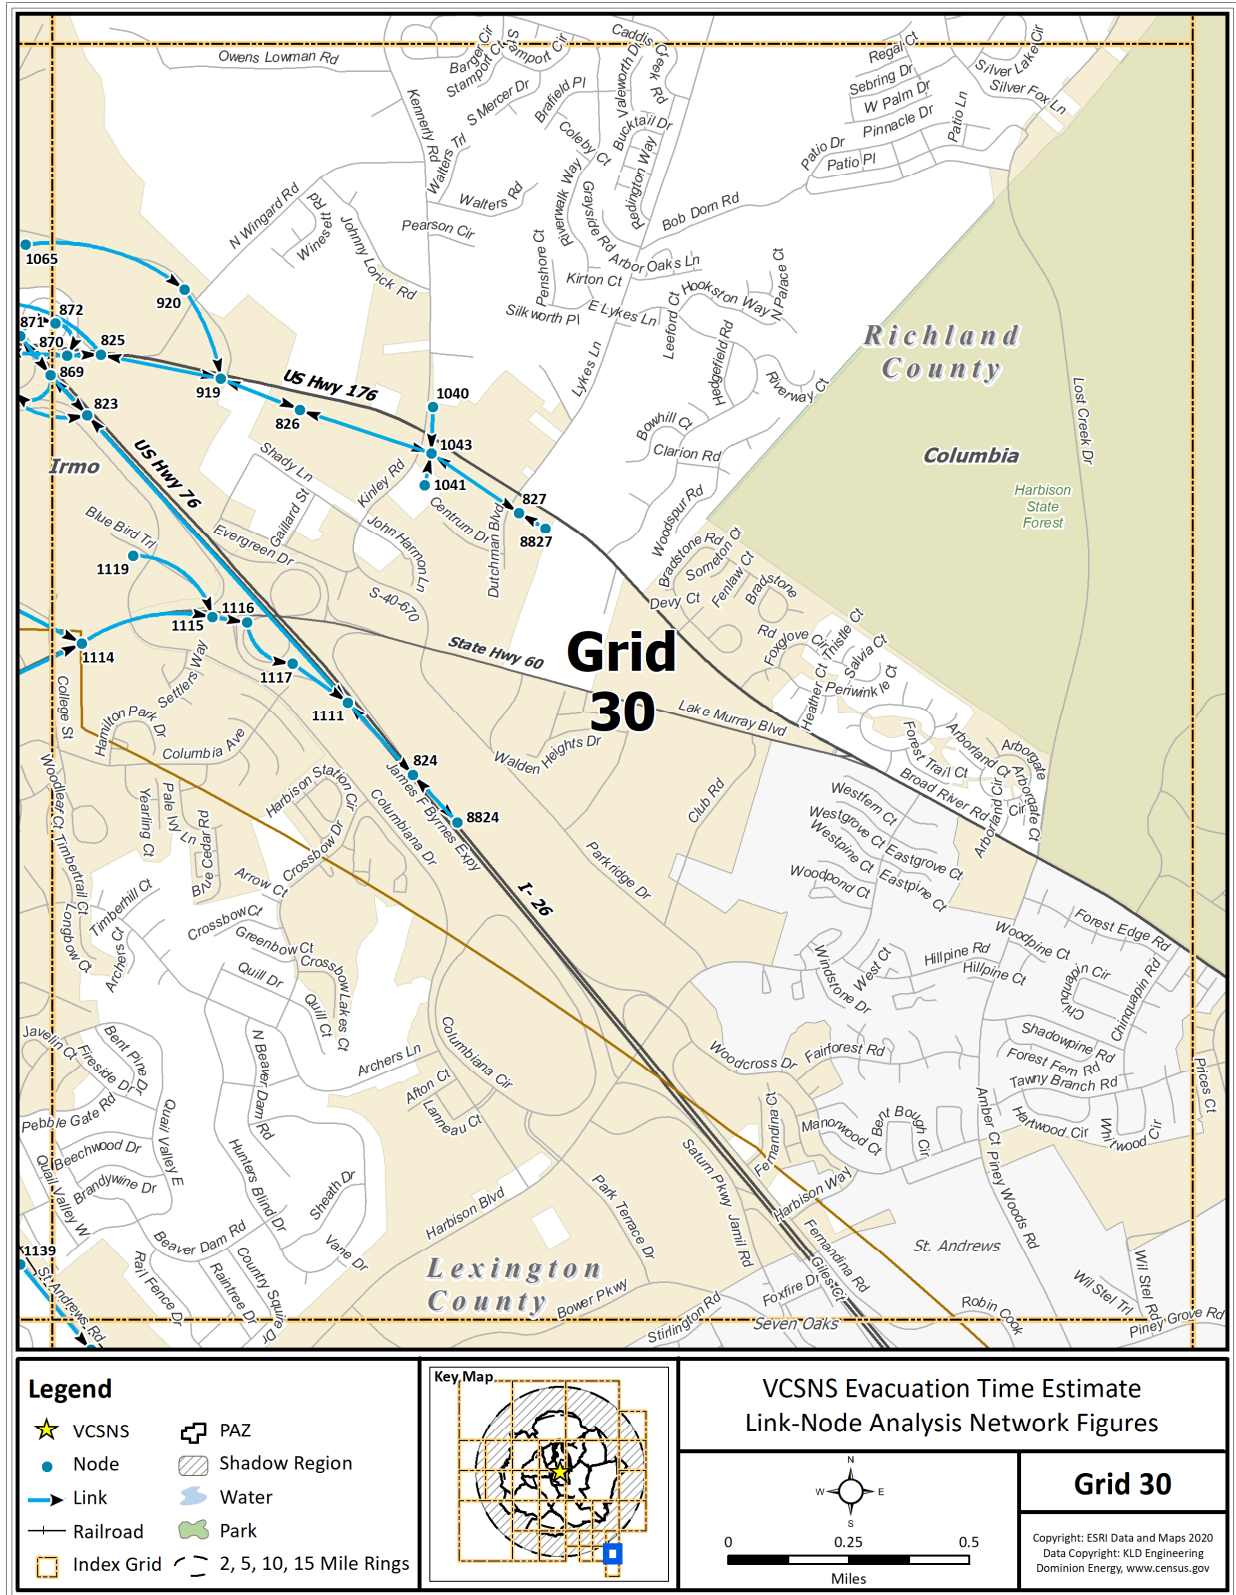 Owens Lowman Rd
Barger Cir
Stamport Ct
Stamport Cir
Caddis Creek Rd
Regal Ct
Silver Lake Cir
Sebring Dr
Silver Fox Ln
W Palm Dr
Pinnacle Dr
Patio Ln
Patio Dr
Patio Pl
Kennerly Rd
S Mercer Dr
Brafield Pl
Valeworth Dr
Bucktail Dr
Coleby Ct
Walters Trl
Walters Rd
Riverwalk Way
Grayside Rd
Redington Way
Bob Dorn Rd
N Wingard Rd
Winesett Rd
Johnny Lorick Rd
Pearson Cir
Penshore Ct
Arbor Oaks Ln
Kirton Ct
Hookston Way
N Palace Ct
Silkworth Pl
E Lykes Ln
Leeford Ct
Lykes Ln
Hedgefield Rd
Riverway Ct
1065
920
872
871
870
825
869
919
823
826
US Hwy 176
1040
1043
1041
827
8827
Richland
County
Columbia
Lost Creek Dr
Harbison
State
Forest
Bowhill Ct
Clarion Rd
Irmo
US Hwy 76
Shady Ln
Kinley Rd
Gaillard St
Centrum Dr
Dutchman Blvd
Woodspur Rd
Blue Bird Trl
Evergreen Dr
John Harmon Ln
Bradstone Rd
Someton Ct
Fenlaw Ct
Bradstone
Rd
Devy Ct
1119
1116
1115
1114
1117
1111
S-40-670
State Hwy 60
Grid
30
Foxglove Cir
Thistle Ct
Salvia Ct
Heather Ct
Periwinkle Ct
Settlers Way
College St
Hamilton Park Dr
Columbia Ave
Lake Murray Blvd
Walden
Heights Dr
Forest Trail Ct
Arborland Ct
Arborgate
Arborgate Ct
Cir
Arborland Cir
Broad River Rd
824
8824
James F Byrnes Expy
Columbiana Dr
Harbison Station Cir
Crossbow Dr
Woodleaf Ct
Yearling Ct
Pale Ivy Ln
Blue Cedar Rd
Timbertrail Ct
Club Rd
Parkridge Dr
I- 26
Westfern Ct
Westgrove Ct
Westpine Ct
Eastgrove Ct
Eastpine Ct
Woodpond Ct
Arrow Ct
Timberhill Ct
Longbow Ct
Archers Ct
Crossbow Ct
Greenbow Ct
Crossbow Lakes Ct
Quill Dr
Quill Ct
Forest Edge Rd
Woodpine Ct
Hillpine Rd
Hillpine Ct
Windstone Dr
West Ct
Chinquapin Cir
Chinquapin Rd
Javelin Ct
Fireside Dr
Bent Pine Dr
N Beaver Dam Rd
Archers Ln
Columbiana Cir
Afton Ct
Lanneau Ct
Woodcross Dr
Fairforest Rd
Shadowpine Rd
Forest Fern Rd
Tawny Branch Rd
Prices Ct
Pebble Gate Rd
Beechwood Dr
Brandywine Dr
Quail Valley E
Quail Valley W
Hunters Blind Dr
Sheath Dr
Saturn Pkwy
Fernandina Ct
Manorwood Ct
Bent Bough Cir
Amber Ct
Hartwood Cir
Whitwood Cir
Harbison Way
Piney Woods Rd
Harbison Blvd
Park Terrace Dr
Jamil Rd
Fernandina Rd
Giles Ct
St. Andrews
Beaver Dam Rd
Vane Dr
1139
St Andrews Rd
Rail Fence Dr
Raintree Dr
Country Squire Dr
Lexington
County
Bower Pkwy
Stirlington Rd
Foxfire Dr
Seven Oaks
Robin Cook
Wil Stel Trl
Wil Stel Rd
Piney Grove Rd
Legend
VCSNS
PAZ
Node
Shadow Region
Link
Water
Railroad
Park
Index Grid
2, 5, 10, 15 Mile Rings
Key Map
VCSNS Evacuation Time Estimate
Link-Node Analysis Network Figures
N
W
E
S
0
0.25
0.5
Miles
Grid 30
Copyright: ESRI Data and Maps 2020
Data Copyright: KLD Engineering
Dominion Energy, www.census.gov